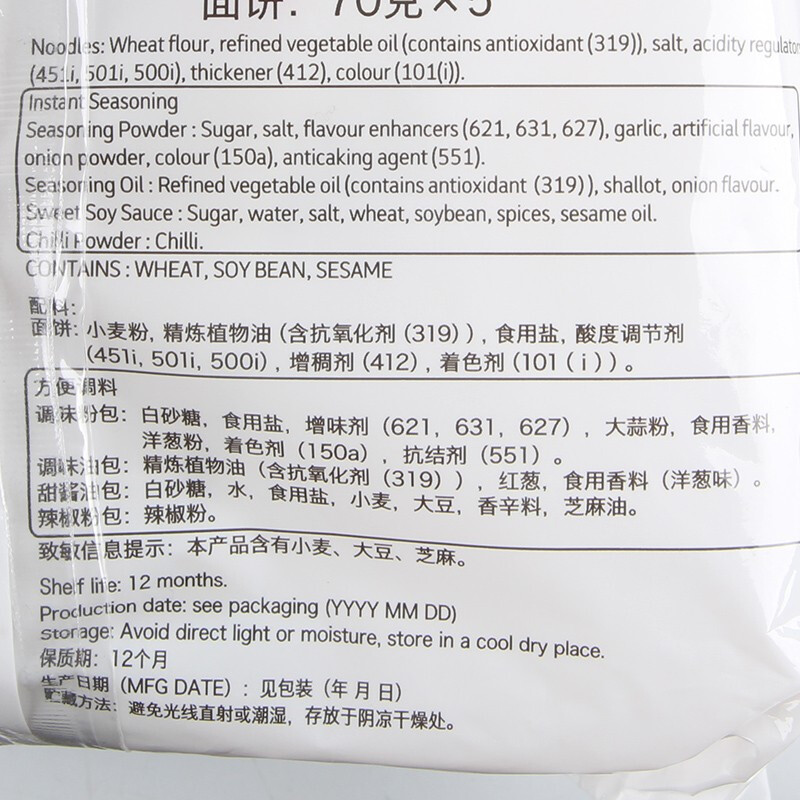 面饼: 70克×5
Noodles: Wheat flour, refined vegetable oil (contains antioxidant (319)), salt, acidity regulator
(451i, 501i, 500i), thickener (412), colour (101(i)).
Instant Seasoning
Seasoning Powder : Sugar, salt, flavour enhancers (621, 631, 627), garlic, artificial flavour,
onion powder, colour (150a), anticaking agent (551).
Seasoning Oil : Refined vegetable oil (contains antioxidant (319)), shallot, onion flavour.
Sweet Soy Sauce : Sugar, water, salt, wheat, soybean, spices, sesame oil.
Chilli Powder : Chilli.
CONTAINS : WHEAT, SOY BEAN, SESAME
配料:
面饼: 小麦粉, 精炼植物油 (含抗氧化剂 (319)), 食用盐, 酸度调节剂
(451i, 501i, 500i), 增稠剂 (412), 着色剂 (101 ( i ) ) 。
方便调料
调味粉包: 白砂糖, 食用盐, 增味剂 (621, 631, 627), 大蒜粉, 食用香料,
洋葱粉, 着色剂 (150a), 抗结剂 (551) 。
调味油包: 精炼植物油 (含抗氧化剂 (319)), 红葱, 食用香料 (洋葱味) 。
甜酱油包: 白砂糖, 水, 食用盐, 小麦, 大豆, 香辛料, 芝麻油。
辣椒粉包: 辣椒粉。
致敏信息提示: 本产品含有小麦、大豆、芝麻。
Shelf life: 12 months.
Production date: see packaging (YYYY MM DD)
Storage: Avoid direct light or moisture, store in a cool dry place.
保质期: 12个月
生产日期 (MFG DATE) : 见包装 (年 月 日)
贮藏方法: 避免光线直射或潮湿, 存放于阴凉干燥处。